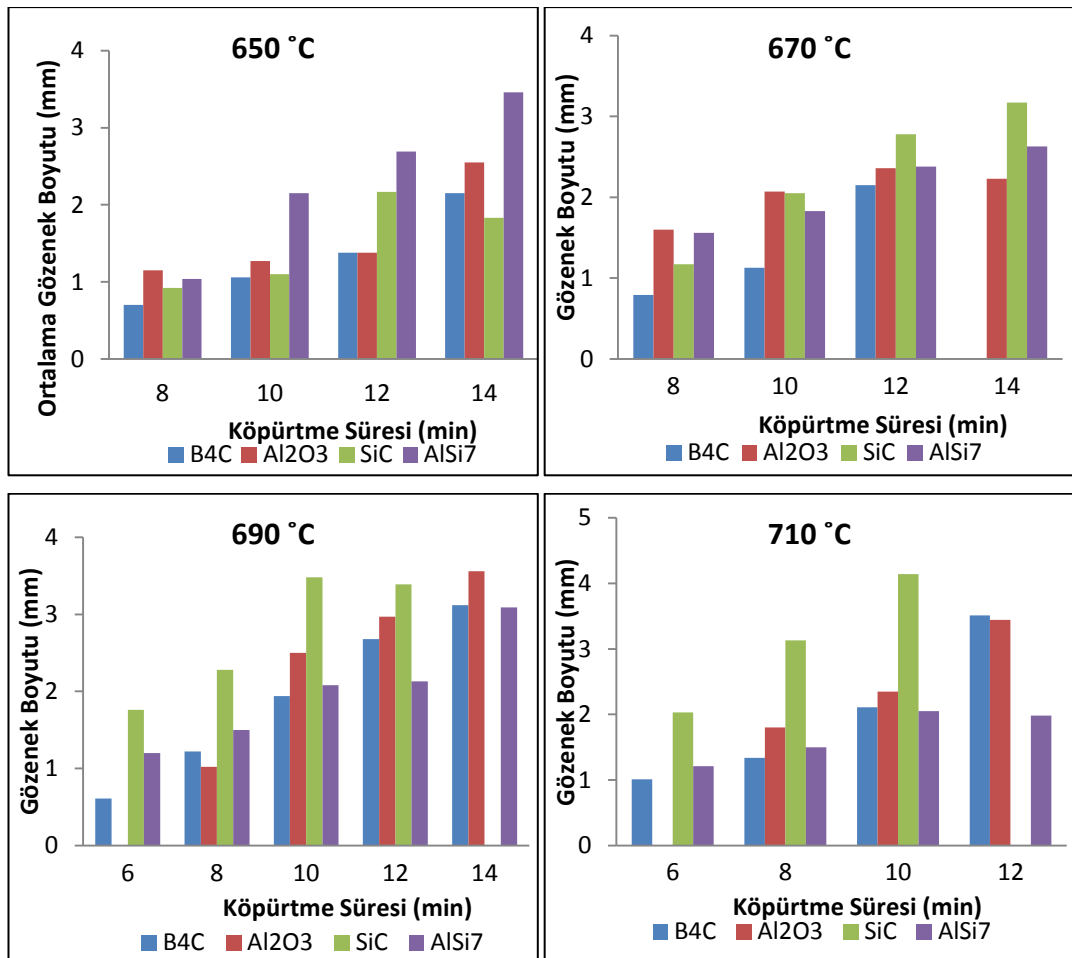 650 ˚C
Ortalama Gözenek Boyutu (mm)
4
3
2
1
0
8 10 12 14
Köpürtme Süresi (min)
B4C Al2O3 SiC AlSi7
670 ˚C
Gözenek Boyutu (mm)
4
3
2
1
0
8 10 12 14
Köpürtme Süresi (min)
B4C Al2O3 SiC AlSi7
690 ˚C
Gözenek Boyutu (mm)
4
3
2
1
0
6 8 10 12 14
Köpürtme Süresi (min)
B4C Al2O3 SiC AlSi7
710 ˚C
Gözenek Boyutu (mm)
5
4
3
2
1
0
6 8 10 12
Köpürtme Süresi (min)
B4C Al2O3 SiC AlSi7